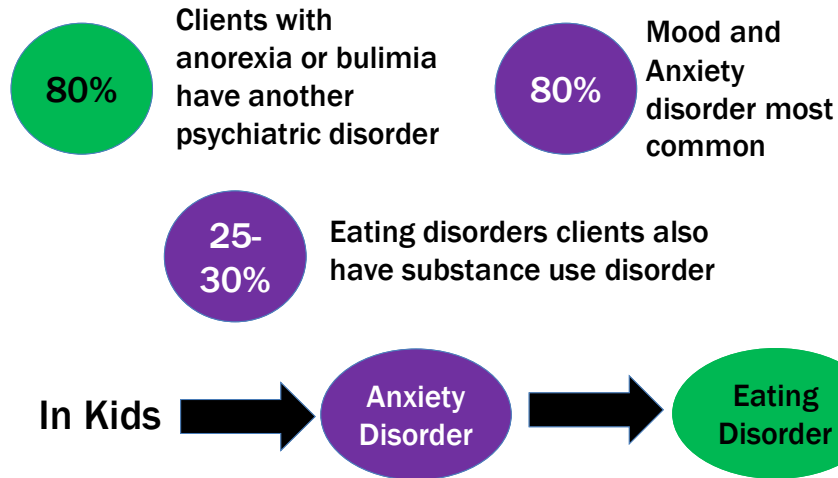 80%
Clients with
anorexia or bulimia
have another
psychiatric disorder
80%
Mood and
Anxiety
disorder most
common
25-
30%
Eating disorders clients also
have substance use disorder
In Kids
Anxiety
Disorder
Eating
Disorder